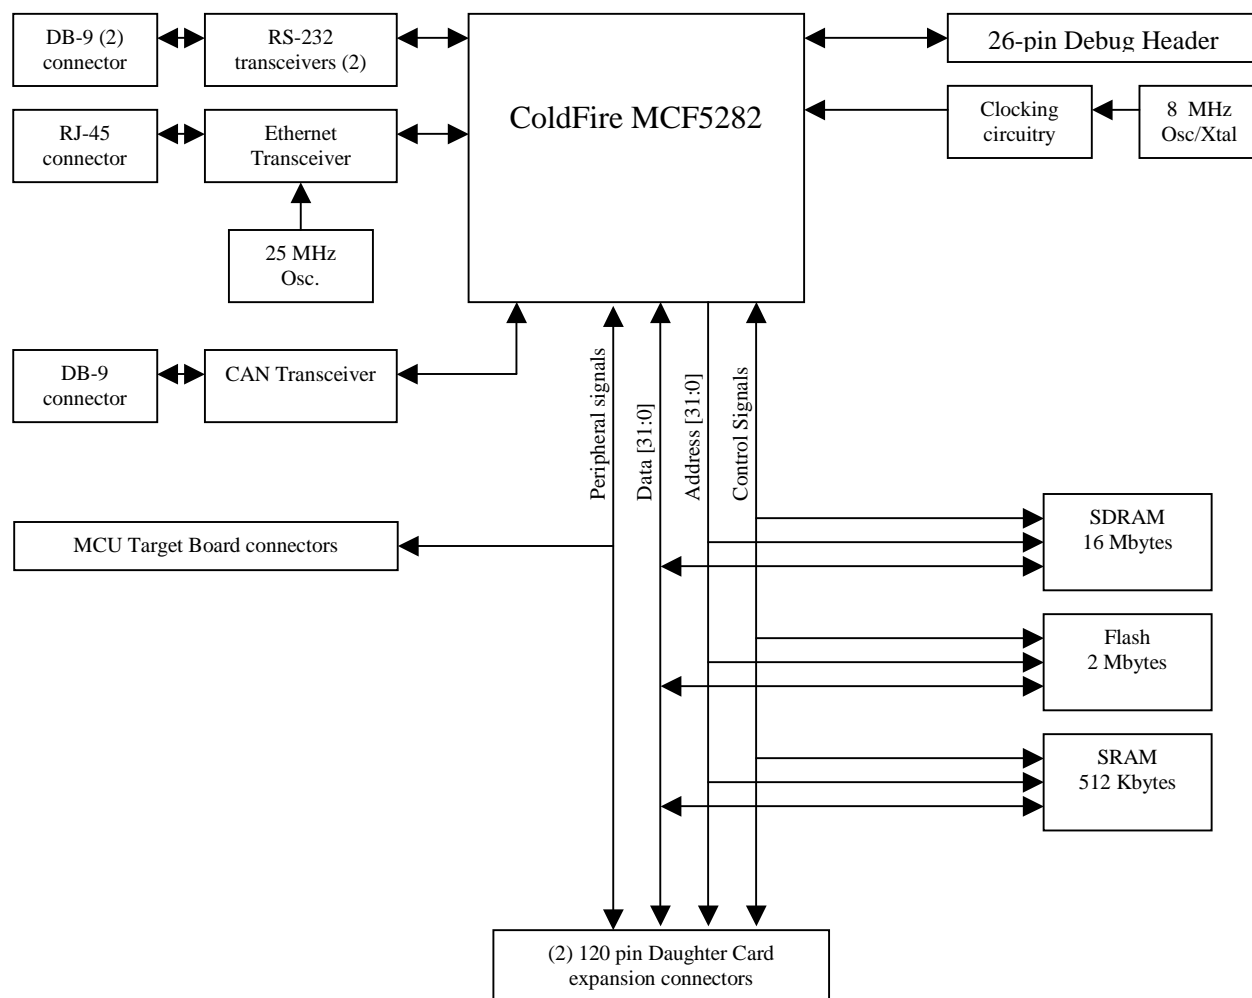 DB-9 (2)
connector
RS-232
transceivers (2)
ColdFire MCF5282
26-pin Debug Header
RJ-45
connector
Ethernet
Transceiver
Clocking
circuitry
8 MHz
Osc/Xtal
25 MHz
Osc.
DB-9
connector
CAN Transceiver
Peripheral signals
Data [31:0]
Address [31:0]
Control Signals
MCU Target Board connectors
SDRAM
16 Mbytes
Flash
2 Mbytes
SRAM
512 Kbytes
(2) 120 pin Daughter Card
expansion connectors